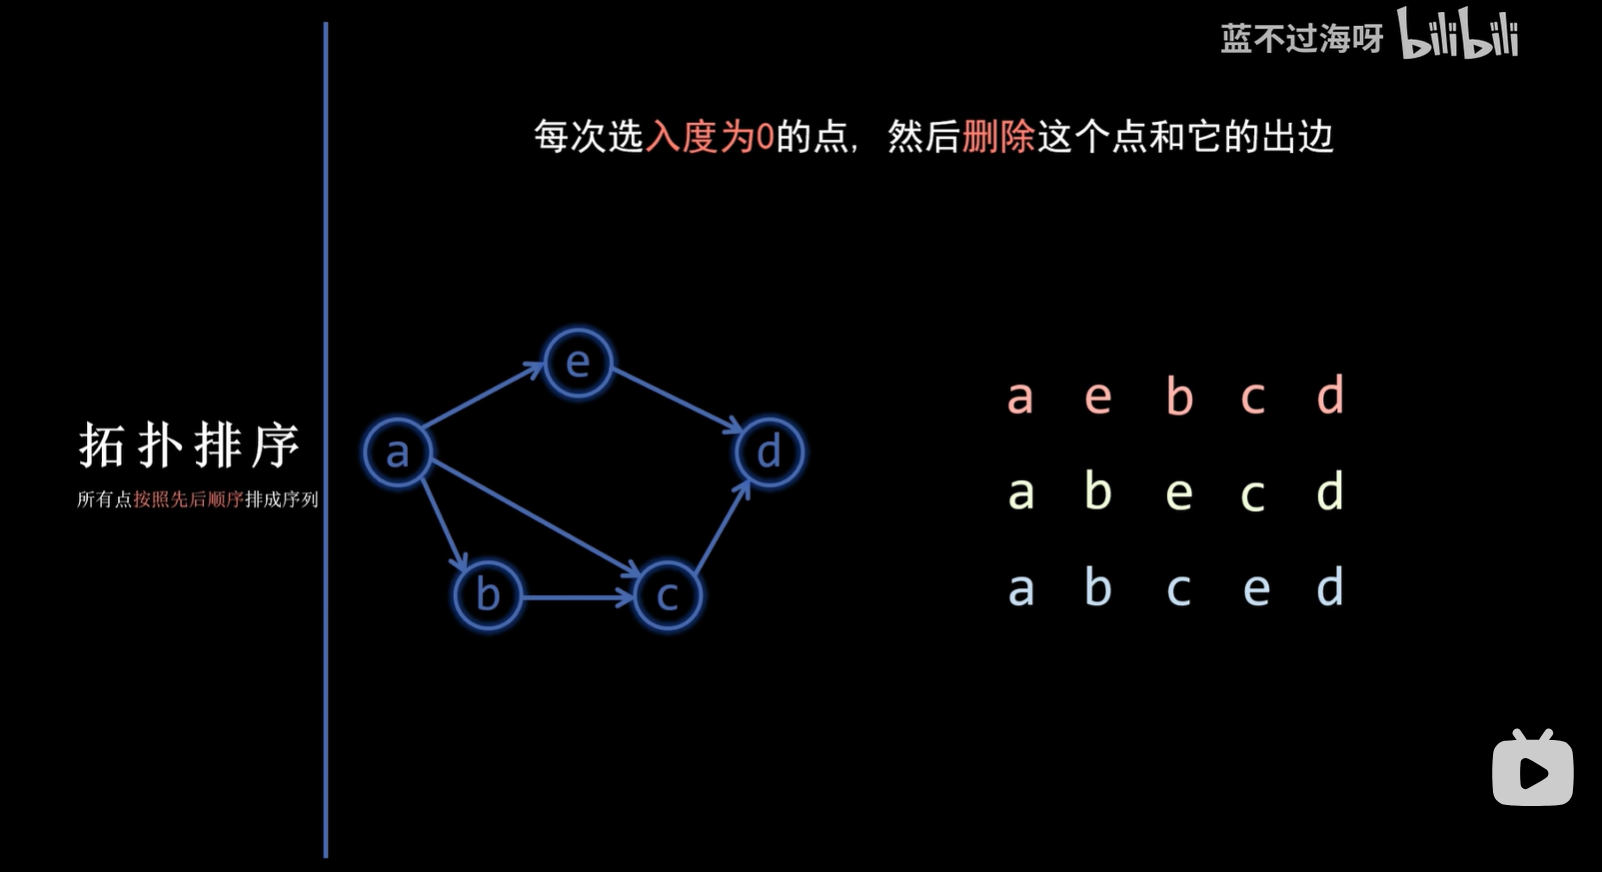 蓝不过海呀 bilibili
每次选入度为0的点，然后删除这个点和它的出边
拓扑排序
所有点按照先后顺序排成序列
e
a
d
b
c
a e b c d
a b e c d
a b c e d